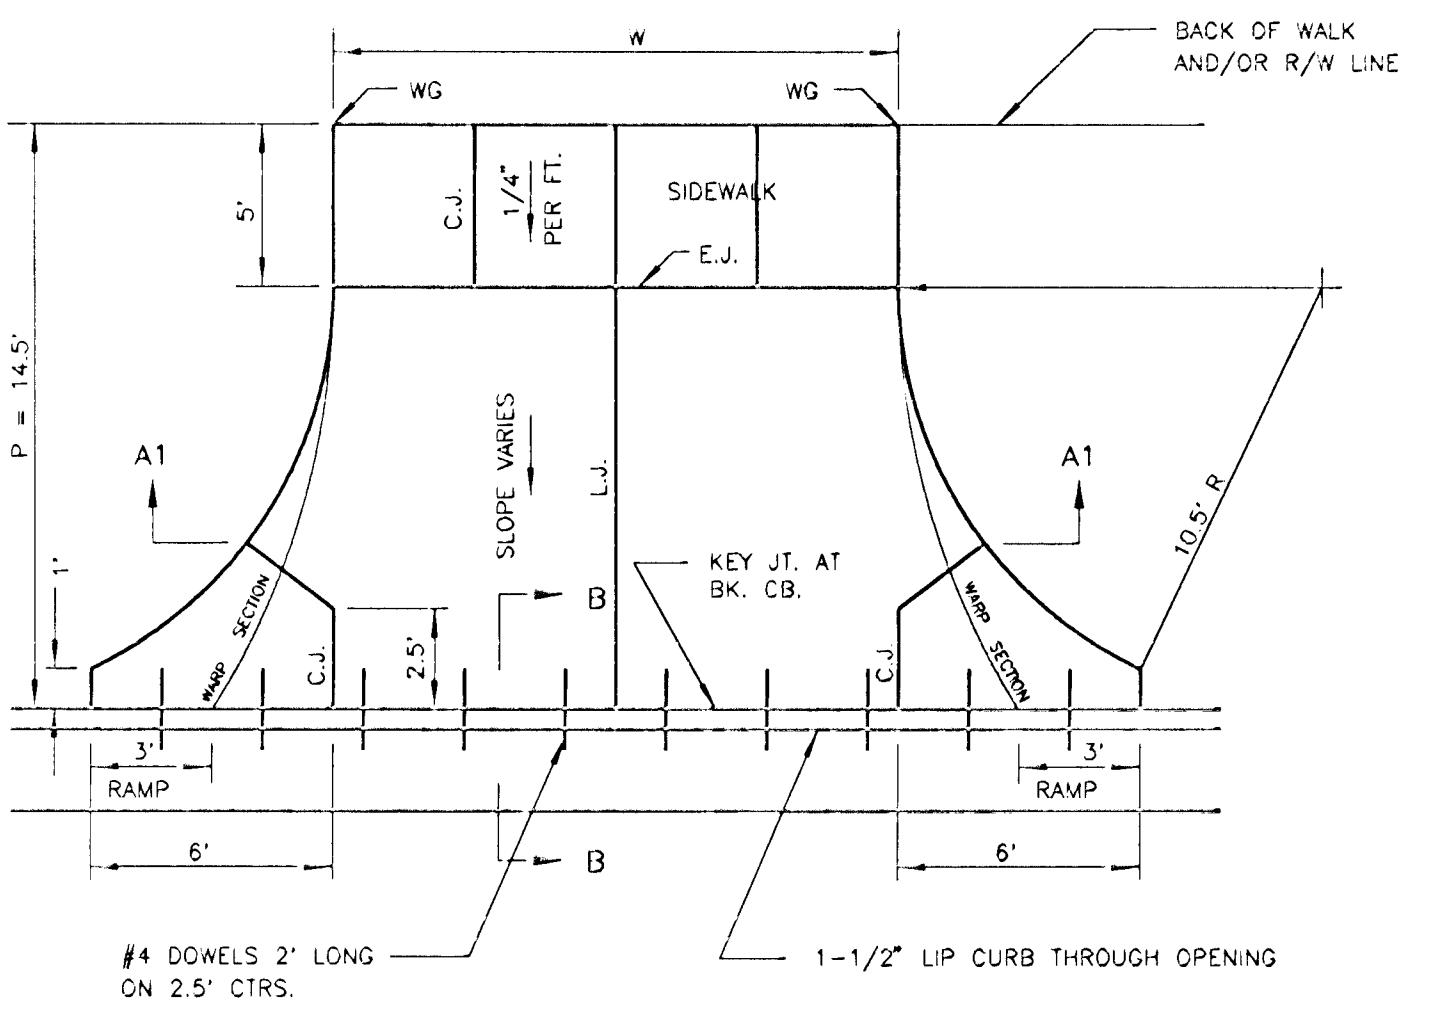 W
BACK OF WALK
AND/OR R/W LINE
WG
WG
5'
C.J.
1/4"
PER FT.
SIDEWALK
E.J.
P = 14.5'
A1
SLOPE VARIES
L.J.
A1
10.5' R
1'
WARP SECTION
C.J.
2.5'
B
KEY JT. AT
BK. CB.
C.J.
WARP SECTION
3'
RAMP
3'
RAMP
6'
B
6'
#4 DOWELS 2' LONG
ON 2.5' CTRS.
1-1/2" LIP CURB THROUGH OPENING